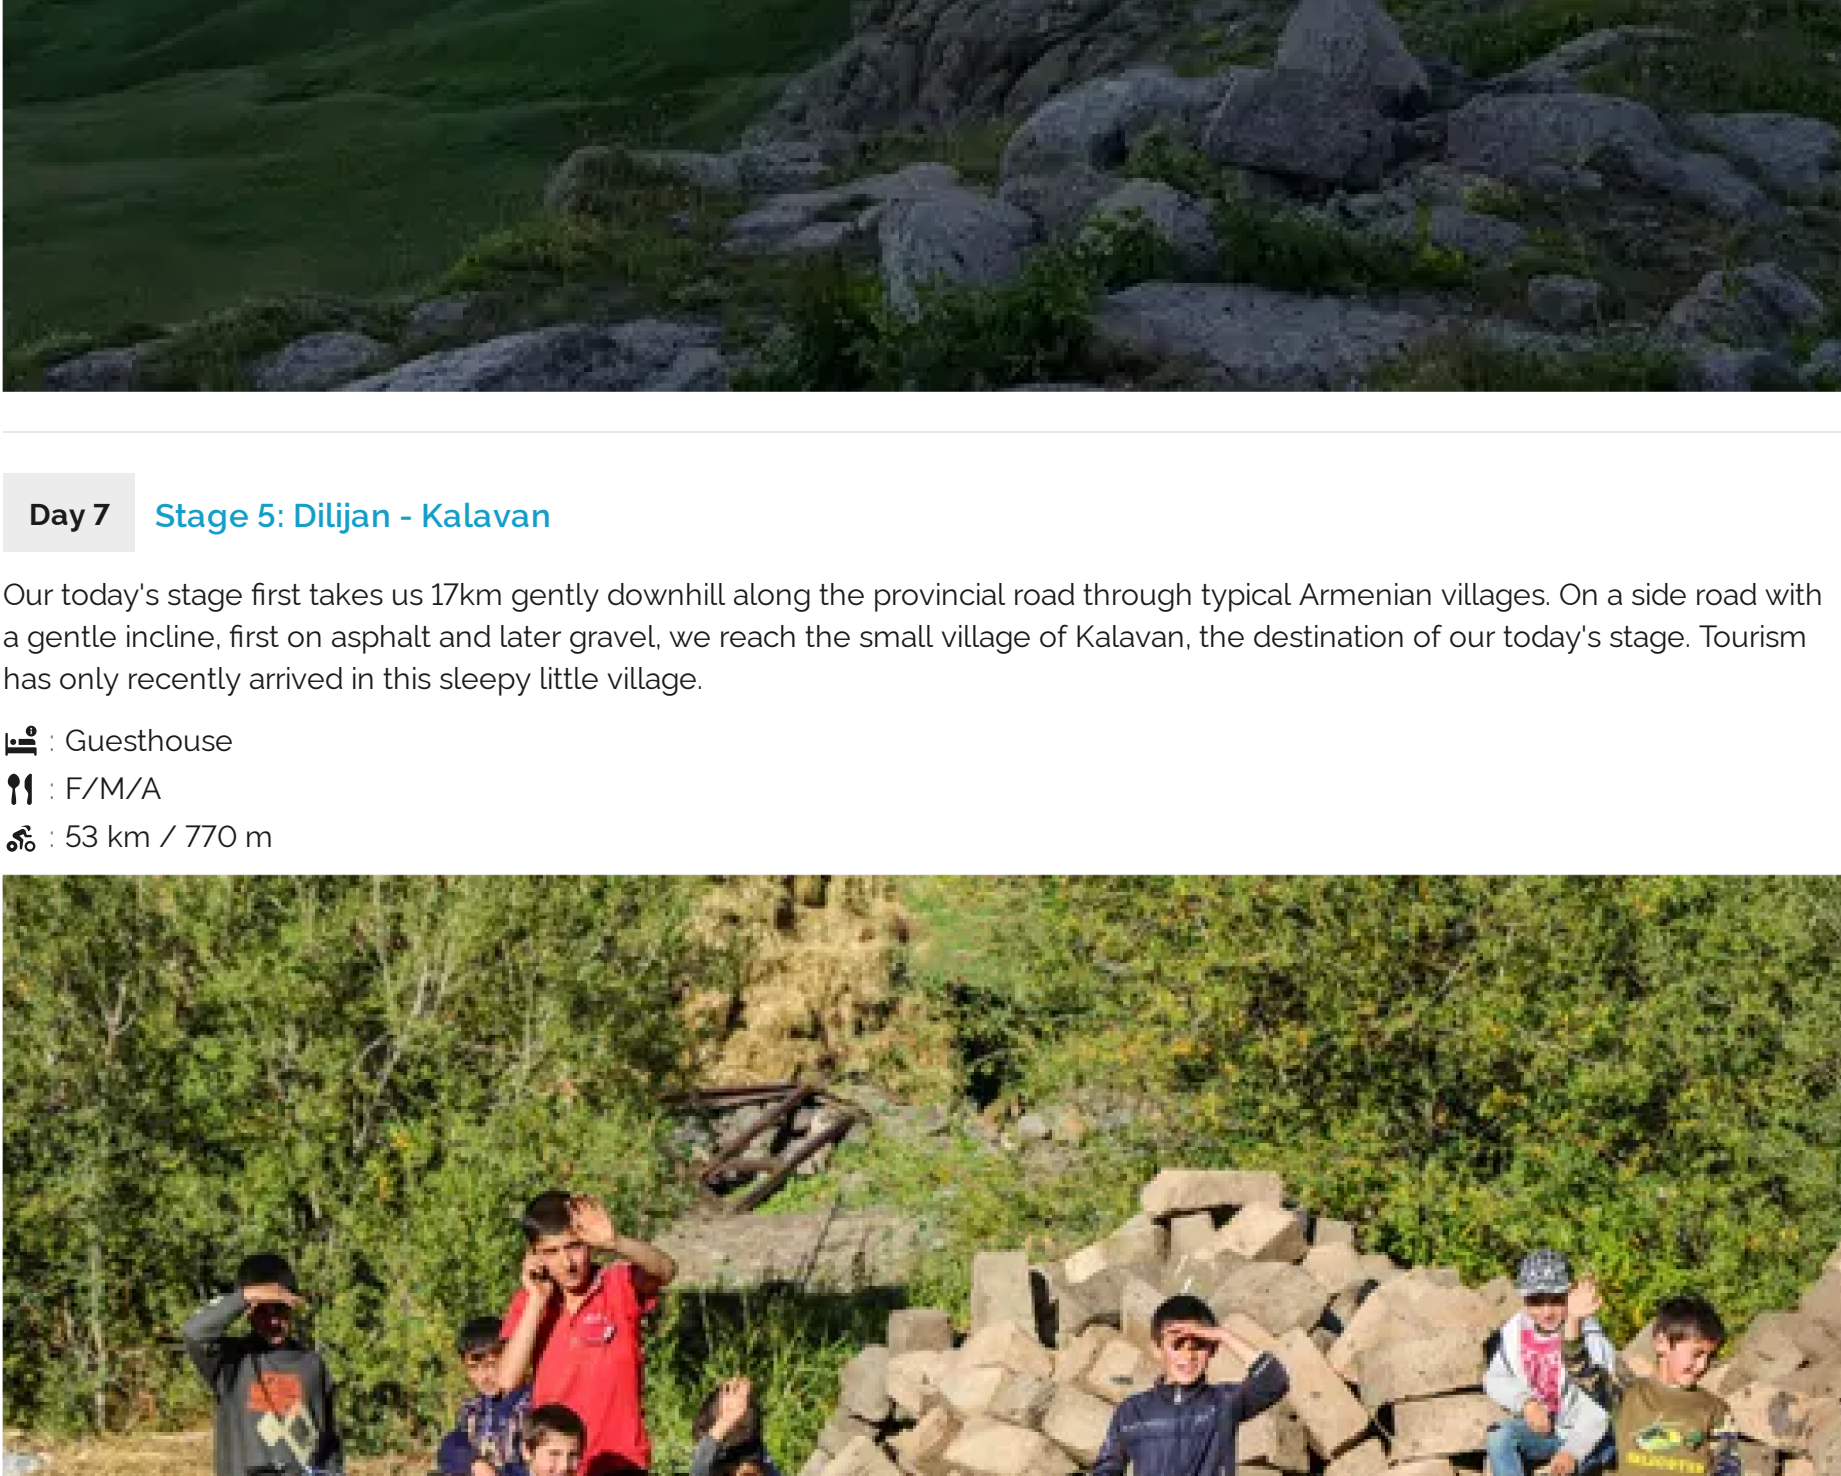 Day 7
Stage 5: Dilijan - Kalavan
Our today's stage first takes us 17km gently downhill along the provincial road through typical Armenian villages. On a side road with
a gentle incline, first on asphalt and later gravel, we reach the small village of Kalavan, the destination of our today's stage. Tourism
has only recently arrived in this sleepy little village.
: Guesthouse
: F/M/A
: 53 km / 770 m